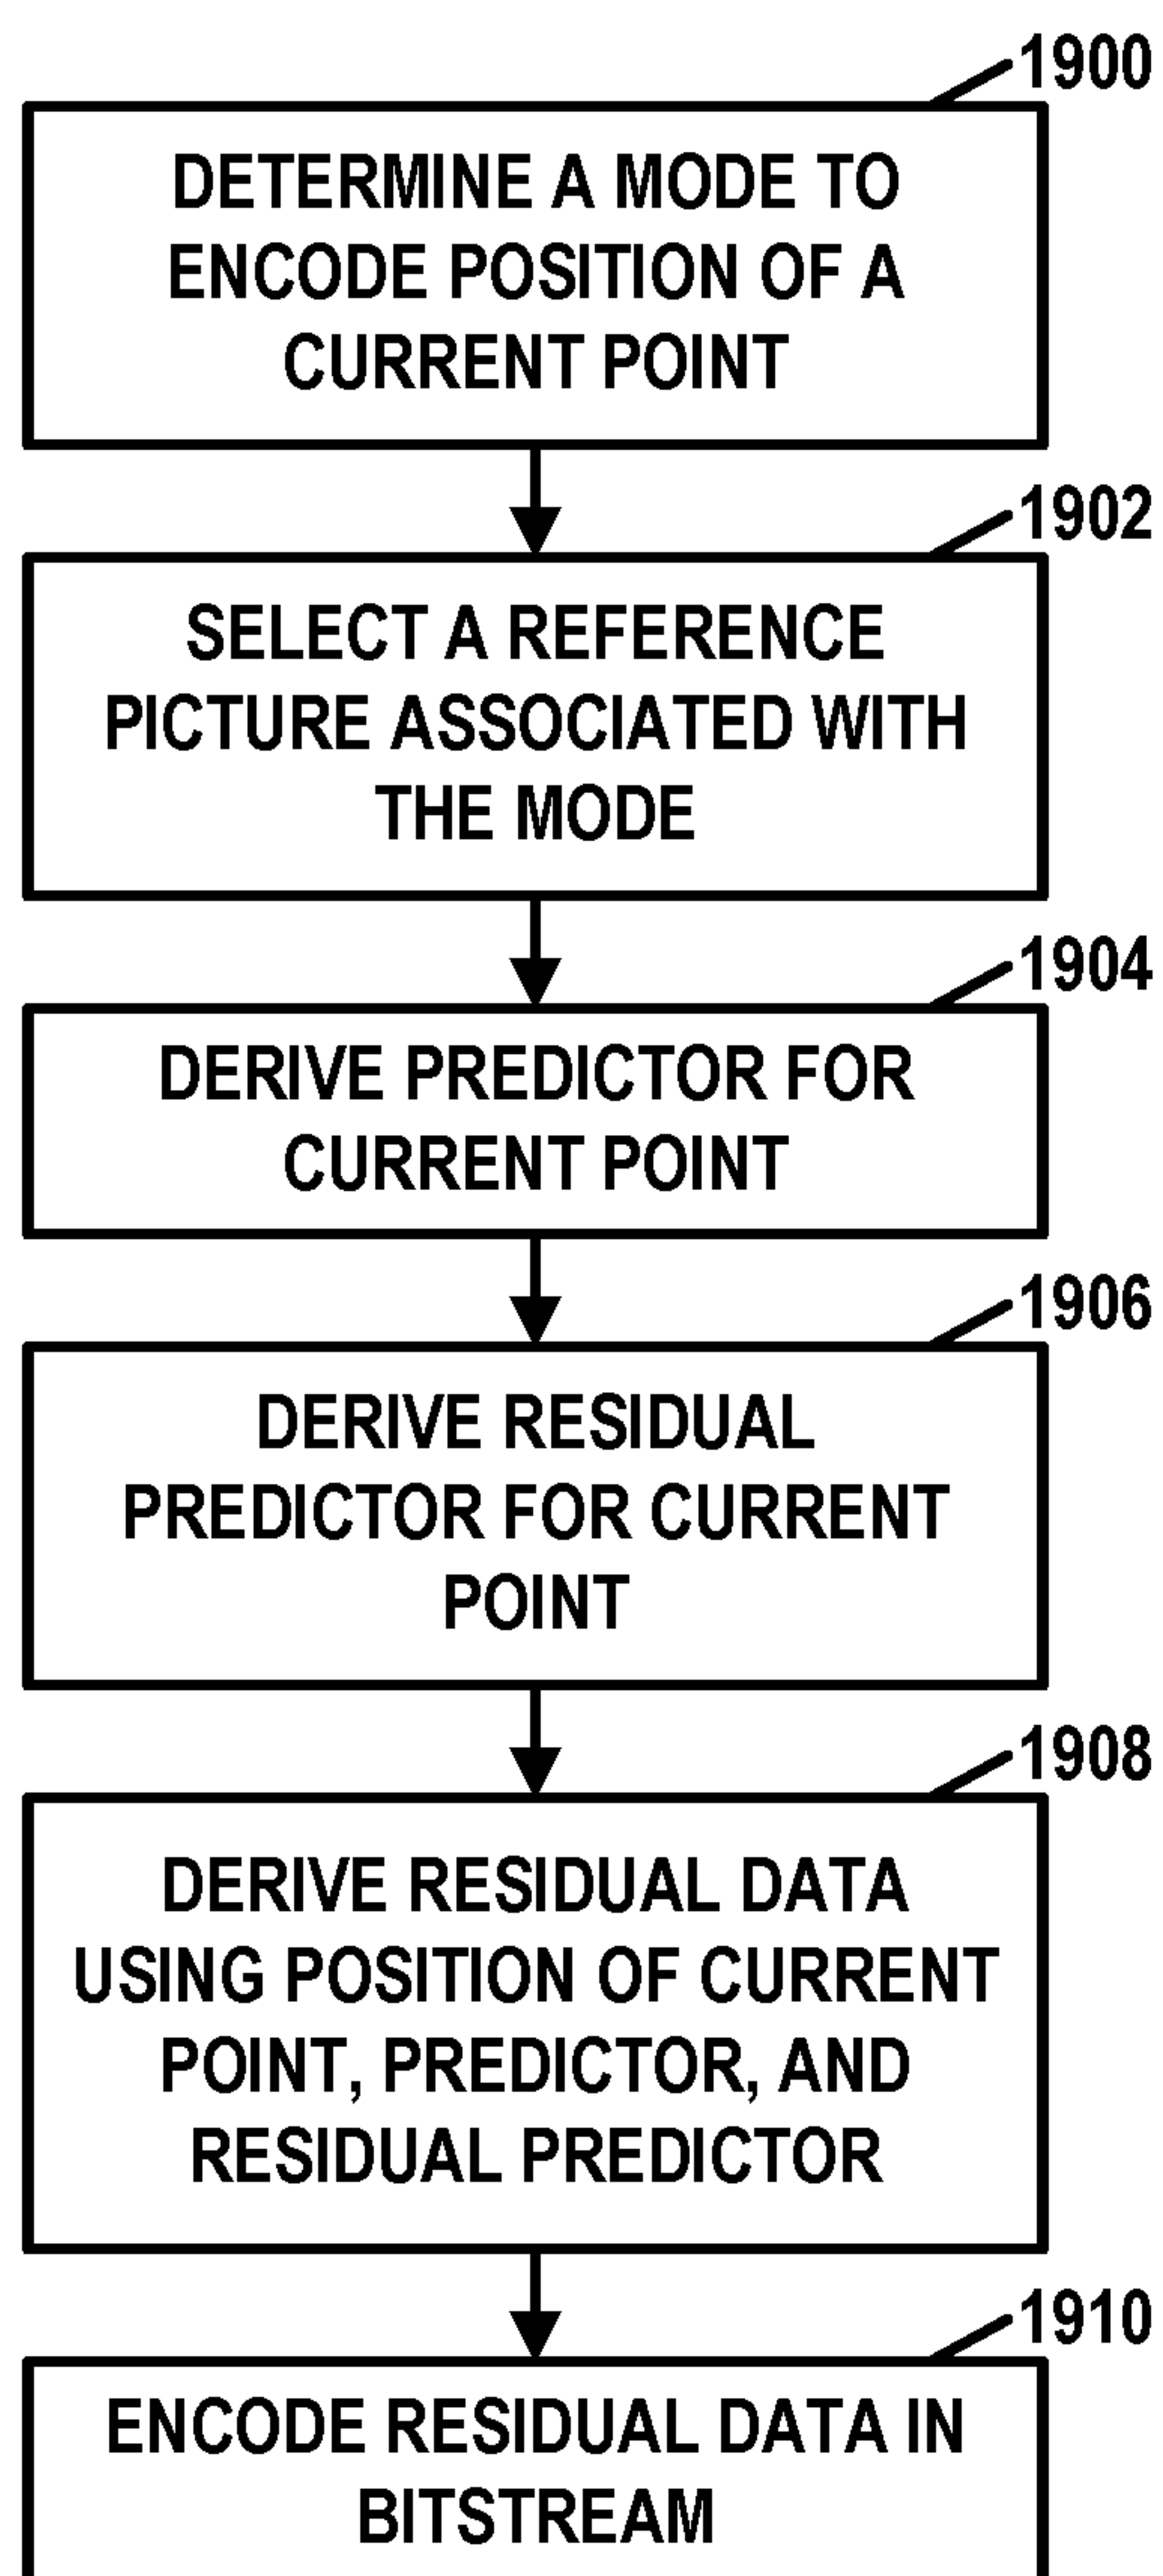 1900
DETERMINE A MODE TO
ENCODE POSITION OF A
CURRENT POINT
1902
SELECT A REFERENCE
PICTURE ASSOCIATED WITH
THE MODE
1904
DERIVE PREDICTOR FOR
CURRENT POINT
1906
DERIVE RESIDUAL
PREDICTOR FOR CURRENT
POINT
1908
DERIVE RESIDUAL DATA
USING POSITION OF CURRENT
POINT, PREDICTOR, AND
RESIDUAL PREDICTOR
1910
ENCODE RESIDUAL DATA IN
BITSTREAM